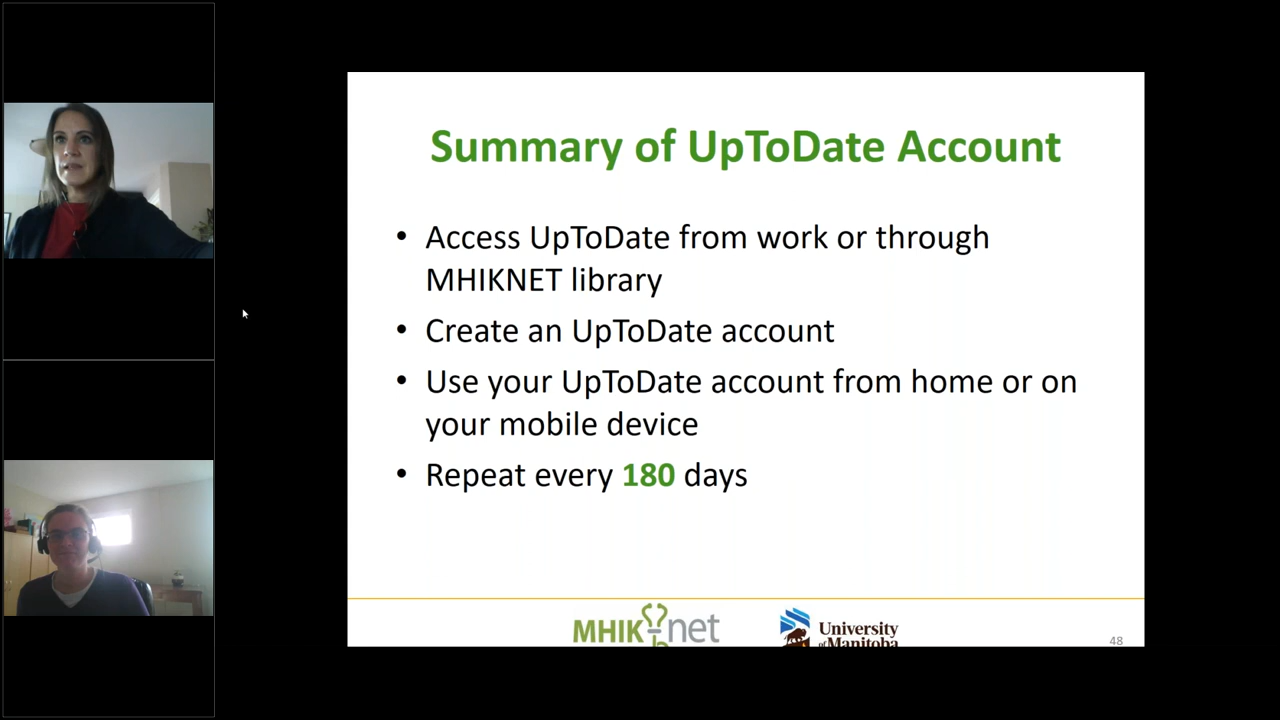 Summary of UpToDate Account
• Access UpToDate from work or through
MHIKNET library
• Create an UpToDate account
• Use your UpToDate account from home or on
your mobile device
• Repeat every 180 days
MHIK net
University
of Manitoba
48